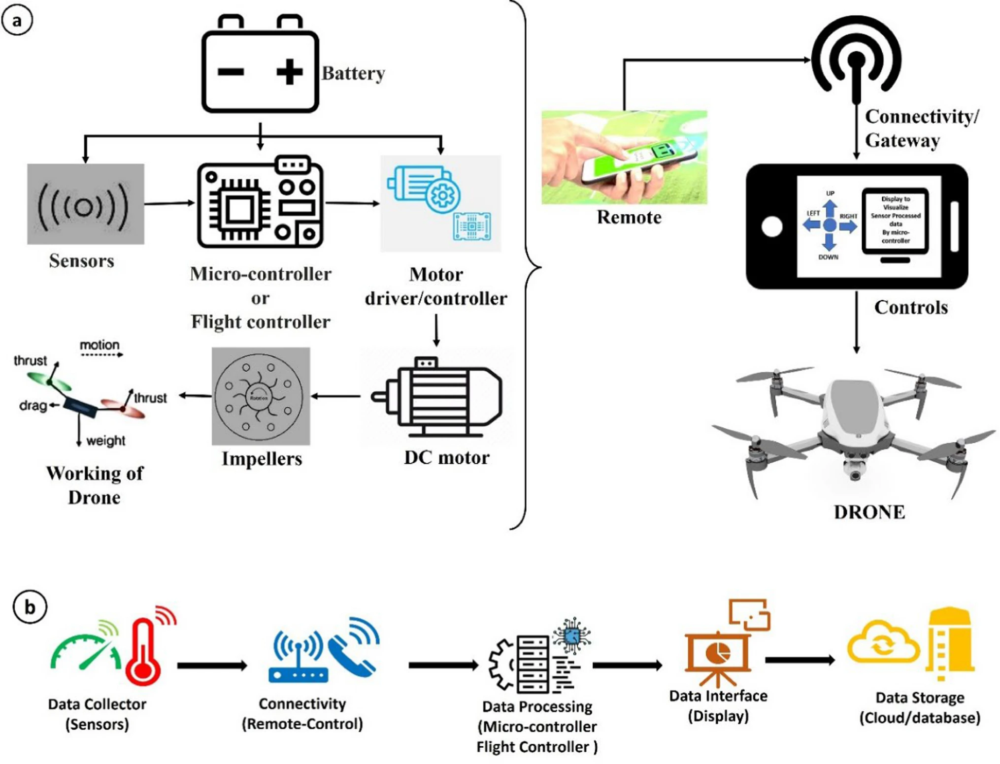 a
Battery
Sensors
Micro-controller
or
Flight controller
Motor
driver/controller
motion
thrust
thrust
drag
weight
Working of
Drone
Rotation
Impellers
DC motor
Remote
Connectivity/
Gateway
UP
LEFT
RIGHT
DOWN
Display to
Visualize
Sensor Processed
data
By micro-
controller
Controls
DRONE
b
Data Collector
(Sensors)
Connectivity
(Remote-Control)
Data Processing
(Micro-controller
Flight Controller )
Data Interface
(Display)
Data Storage
(Cloud/database)